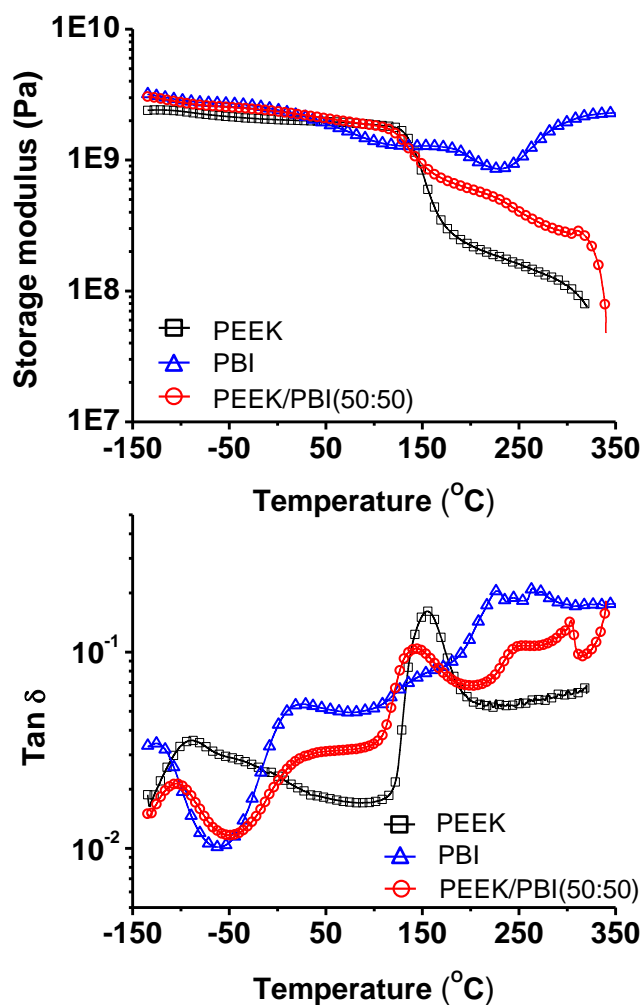 1E10
1E9
1E8
1E7
Storage modulus (Pa)
PEEK
PBI
PEEK/PBI(50:50)
-150 -50 50 150 250 350
Temperature (°C)
10⁻¹
10⁻²
Tan δ
PEEK
PBI
PEEK/PBI(50:50)
-150 -50 50 150 250 350
Temperature (°C)